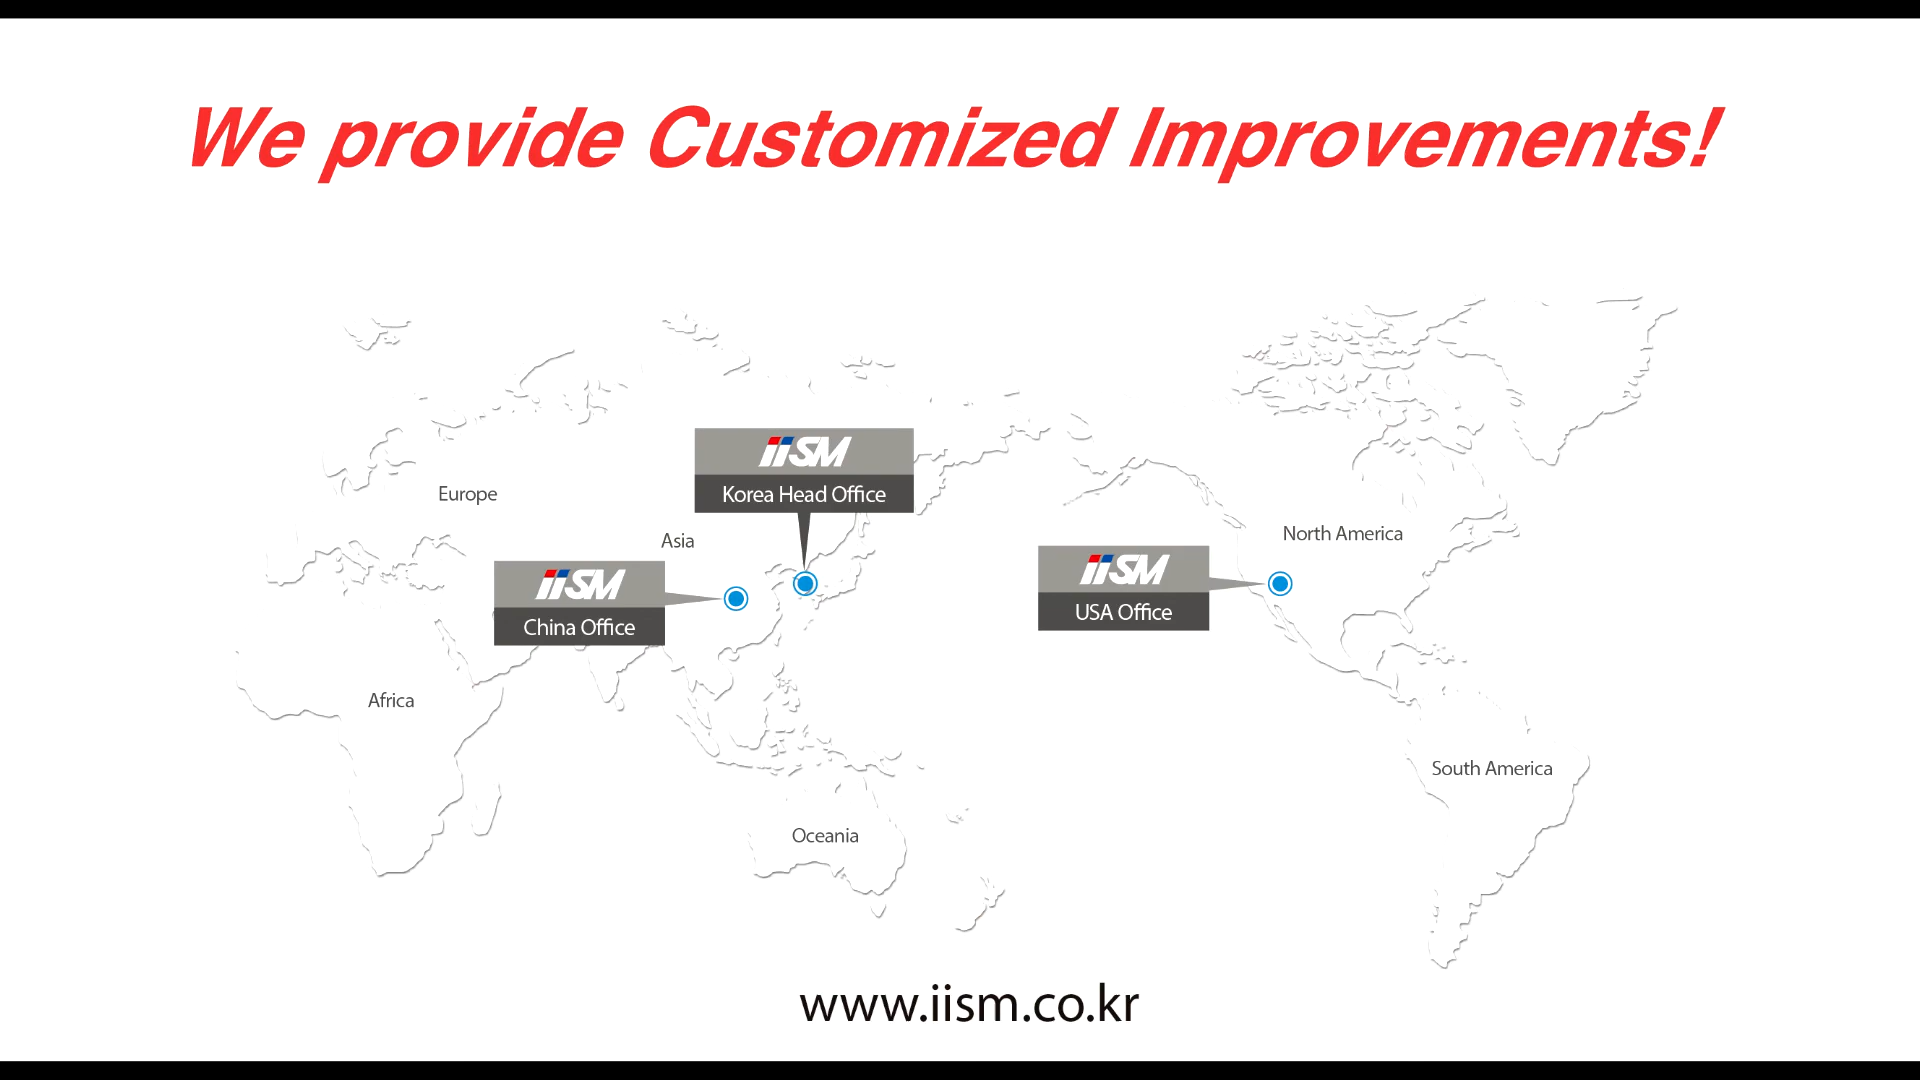 We provide Customized Improvements!
iiSM
Korea Head Office
Europe
Asia
North America
iiSM
USA Office
iiSM
China Office
Africa
South America
Oceania
www.iism.co.kr